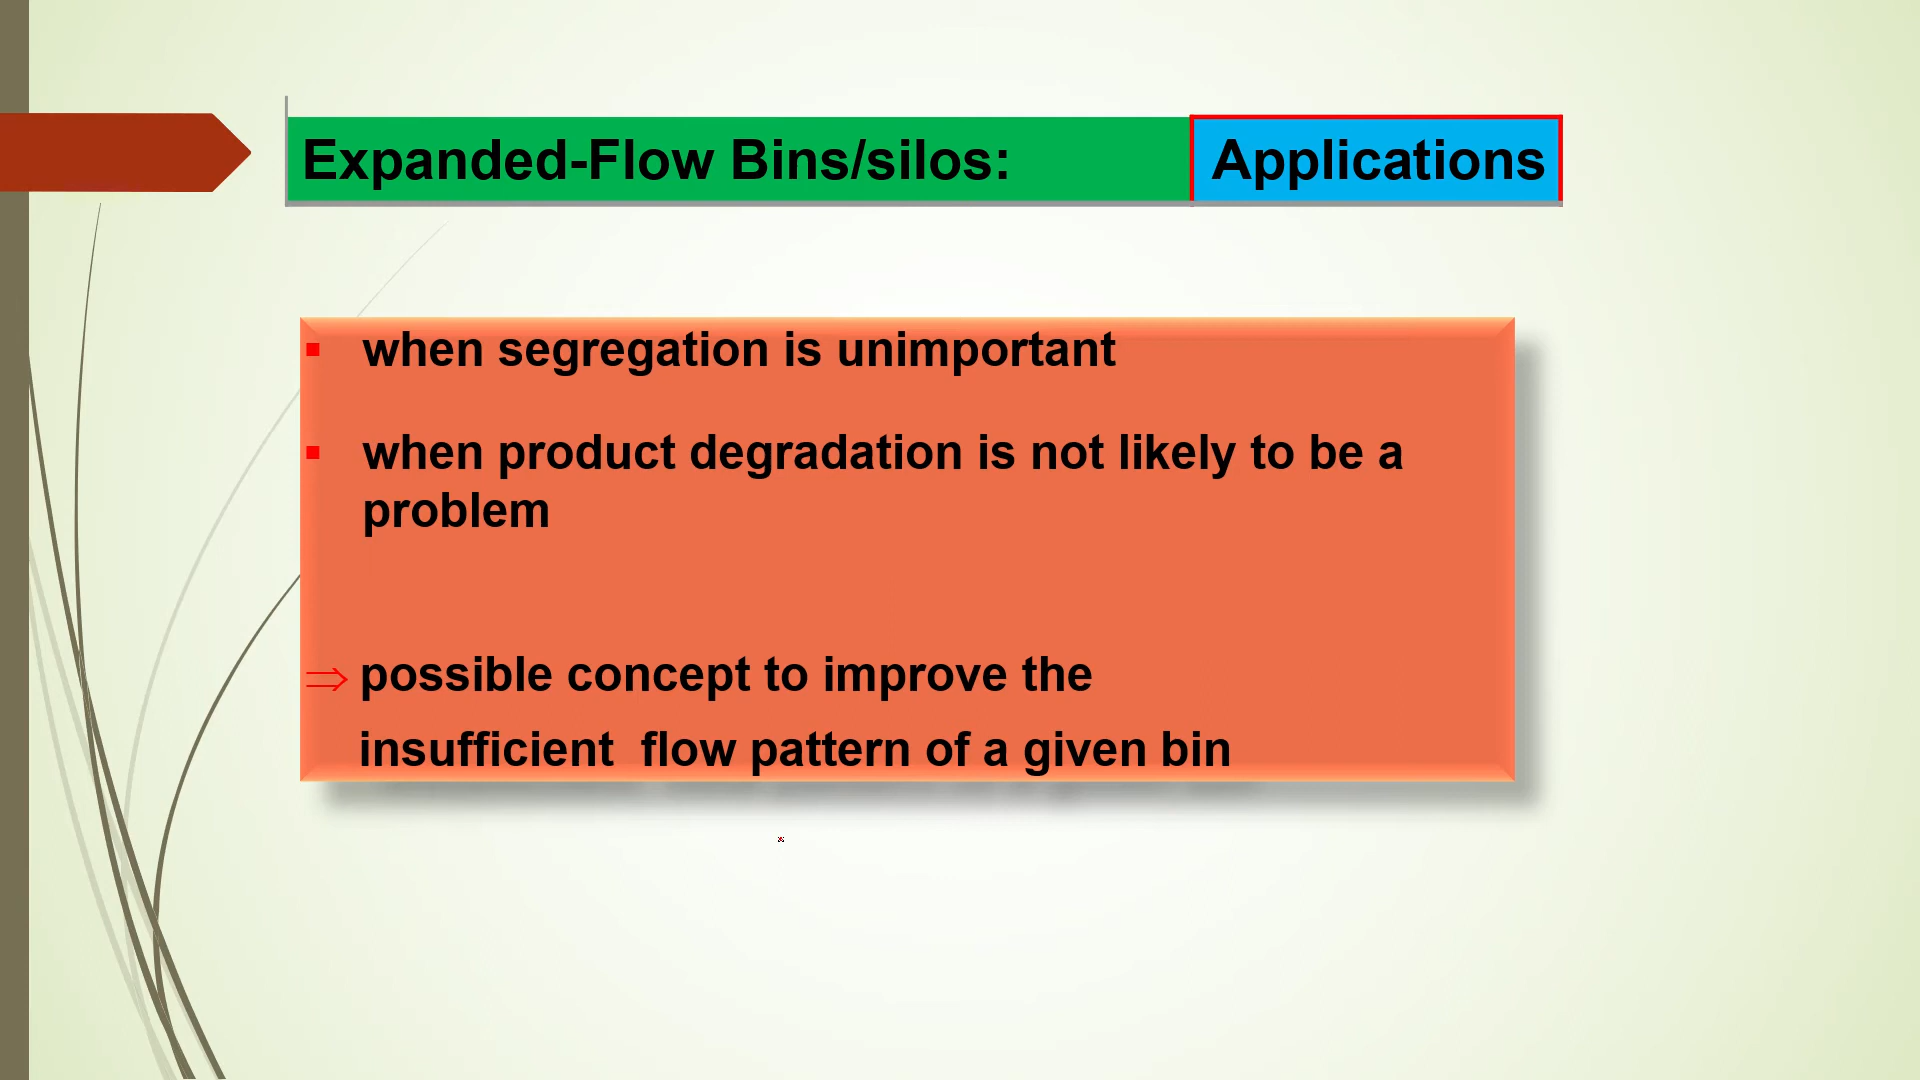 Expanded-Flow Bins/silos: Applications
▪ when segregation is unimportant
▪ when product degradation is not likely to be a
problem
⇒ possible concept to improve the
insufficient flow pattern of a given bin